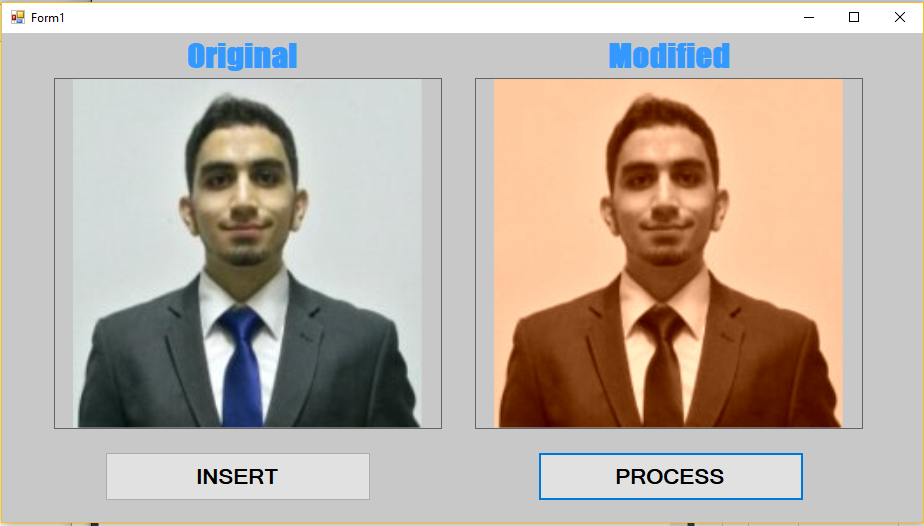 Form1
Original
Modified
INSERT
PROCESS